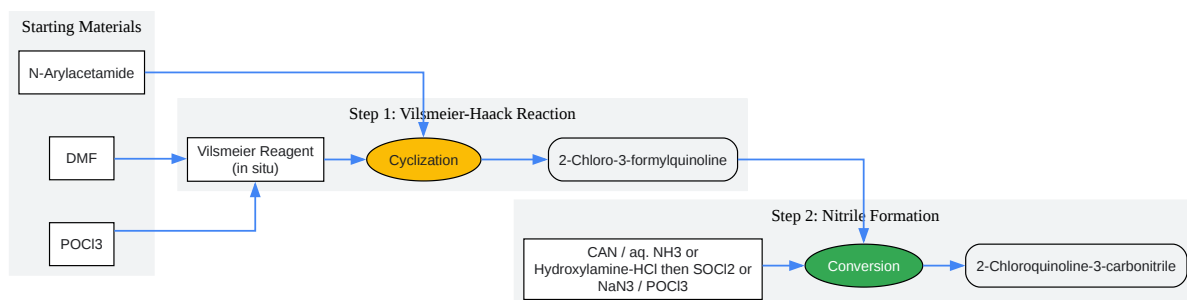 Starting Materials
N-Arylacetamide
DMF
POCl3
Step 1: Vilsmeier-Haack Reaction
Vilsmeier Reagent
(in situ)
Cyclization
2-Chloro-3-formylquinoline
Step 2: Nitrile Formation
CAN / aq. NH3 or
Hydroxylamine-HCl then SOCl2 or
NaN3 / POCl3
Conversion
2-Chloroquinoline-3-carbonitrile